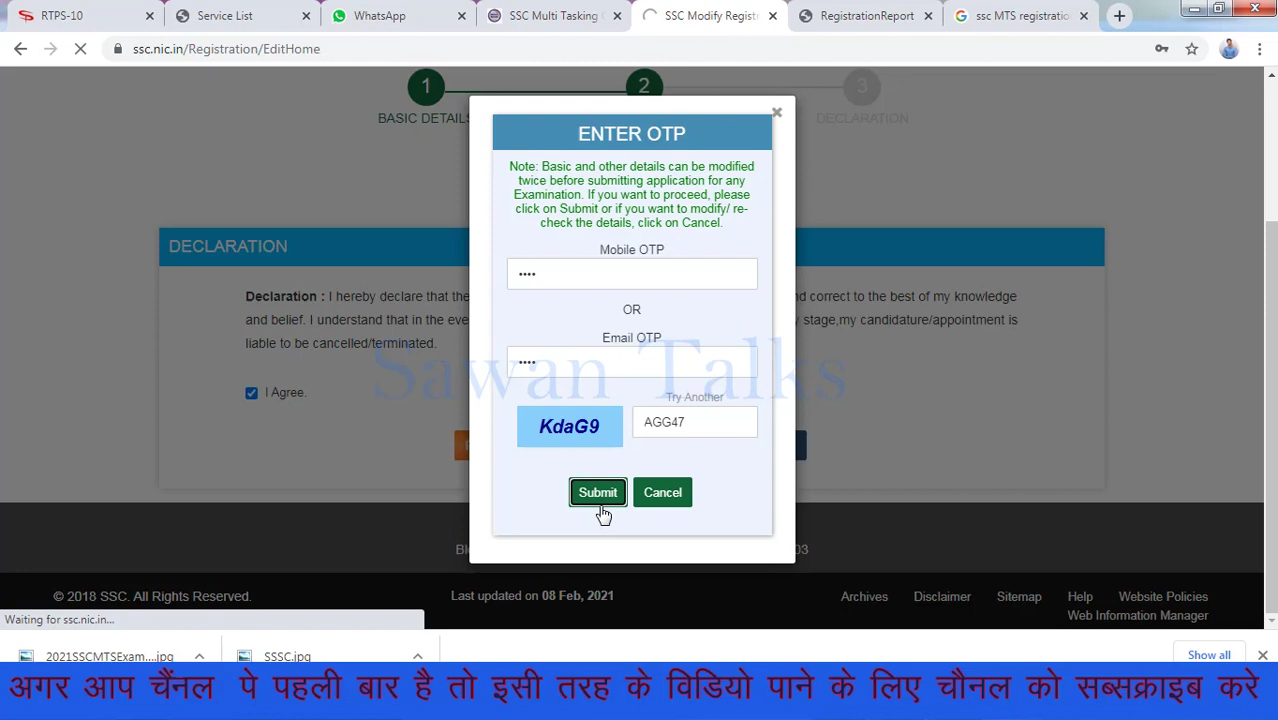 RTPS-10
Service List
WhatsApp
SSC Multi Tasking
SSC Modify Regist
RegistrationReport
ssc MTS registratio
ssc.nic.in/Registration/EditHome
1
2
3
BASIC DETAILS
DECLARATION
ENTER OTP
Note: Basic and other details can be modified
twice before submitting application for any
Examination. If you want to proceed, please
click on Submit or if you want to modify/ re-
check the details, click on Cancel.
DECLARATION
Mobile OTP
••••
OR
Email OTP
••••
Declaration : I hereby declare that the
and correct to the best of my knowledge
and belief. I understand that in the eve
stage,my candidature/appointment is
liable to be cancelled/terminated.
Sawan Talks
I Agree.
Try Another
KdaG9
AGG47
Submit
Cancel
03
© 2018 SSC. All Rights Reserved.
Last updated on 08 Feb, 2021
Archives
Disclaimer
Sitemap
Help
Website Policies
Web Information Manager
Waiting for ssc.nic.in...
2021SSCMTSExam....jpg
SSSC.jpg
Show all
अगर आप चैंनल पे पहली बार है तो इसी तरह के विडियो पाने के लिए चौनल को सब्सक्राइब करे